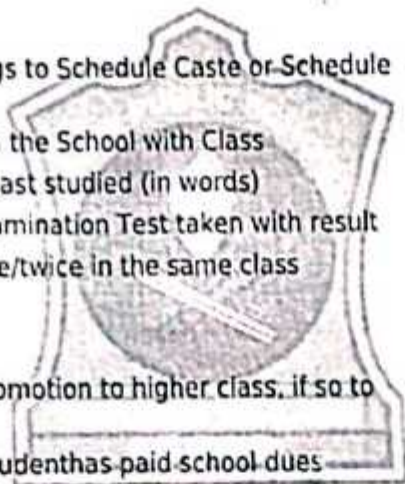 gs to Schedule Caste or Schedule
the School with Class
ast studied (in words)
amination Test taken with result
e/twice in the same class
omotion to higher class, if so to
udenthas paid school dues